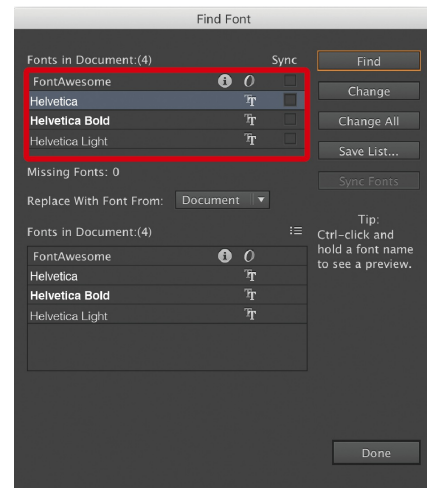 Find Font
Fonts in Document:(4) Sync
FontAwesome
Helvetica
Helvetica Bold
Helvetica Light
Missing Fonts: 0
Replace With Font From: Document
Fonts in Document:(4)
FontAwesome
Helvetica
Helvetica Bold
Helvetica Light
Find
Change
Change All
Save List...
Sync Fonts
Tip:
Ctrl-click and
hold a font name
to see a preview.
Done